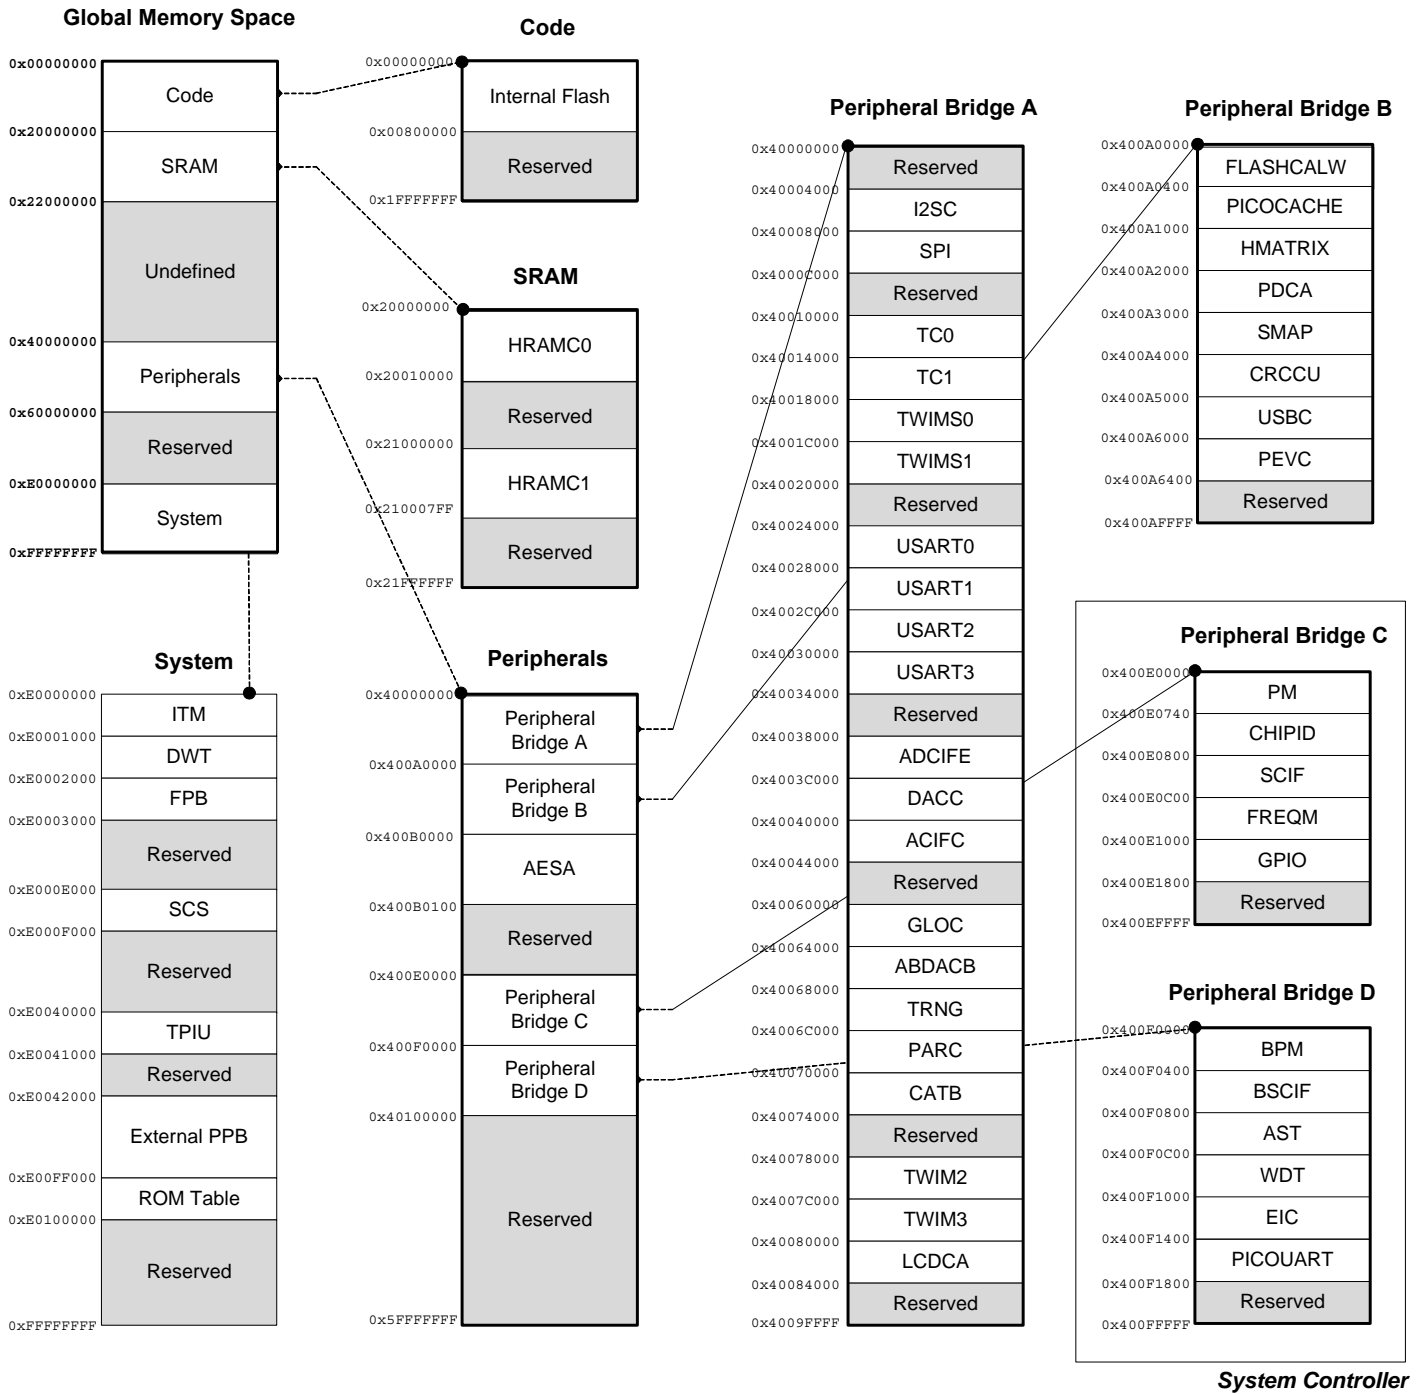 Global Memory Space
0x00000000
Code
0x20000000
SRAM
0x22000000
Undefined
0x40000000
Peripherals
0x60000000
Reserved
0xE0000000
System
0xFFFFFFFF
Code
0x00000000
Internal Flash
0x00800000
Reserved
0x1FFFFFFF
SRAM
0x20000000
HRAMC0
0x20010000
Reserved
0x21000000
HRAMC1
0x210007FF
Reserved
0x21FFFFFF
System
0xE0000000
ITM
0xE0001000
DWT
0xE0002000
FPB
0xE0003000
Reserved
0xE000E000
SCS
0xE000F000
Reserved
0xE0040000
TPIU
0xE0041000
Reserved
0xE0042000
External PPB
0xE00FF000
ROM Table
0xE0100000
Reserved
0xFFFFFFFF
Peripherals
0x40000000
Peripheral
Bridge A
0x400A0000
Peripheral
Bridge B
0x400B0000
AESA
0x400B0100
Reserved
0x400E0000
Peripheral
Bridge C
0x400F0000
Peripheral
Bridge D
0x40100000
Reserved
0x5FFFFFFF
Peripheral Bridge A
0x40000000
Reserved
0x40004000
I2SC
0x40008000
SPI
0x4000C000
Reserved
0x40010000
TC0
0x40014000
TC1
0x40018000
TWIMS0
0x4001C000
TWIMS1
0x40020000
Reserved
0x40024000
USART0
0x40028000
USART1
0x4002C000
USART2
0x40030000
USART3
0x40034000
Reserved
0x40038000
ADCIFE
0x4003C000
DACC
0x40040000
ACIFC
0x40044000
Reserved
0x40060000
GLOC
0x40064000
ABDACB
0x40068000
TRNG
0x4006C000
PARC
0x40070000
CATB
0x40074000
Reserved
0x40078000
TWIM2
0x4007C000
TWIM3
0x40080000
LCDCA
0x40084000
Reserved
0x4009FFFF
Peripheral Bridge B
0x400A0000
FLASHCALW
0x400A0400
PICOCACHE
0x400A1000
HMATRIX
0x400A2000
PDCA
0x400A3000
SMAP
0x400A4000
CRCCU
0x400A5000
USBC
0x400A6000
PEVC
0x400A6400
Reserved
0x400AFFFF
Peripheral Bridge C
0x400E0000
PM
0x400E0740
CHIPID
0x400E0800
SCIF
0x400E0C00
FREQM
0x400E1000
GPIO
0x400E1800
Reserved
0x400EFFFF
Peripheral Bridge D
0x400F0000
BPM
0x400F0400
BSCIF
0x400F0800
AST
0x400F0C00
WDT
0x400F1000
EIC
0x400F1400
PICOUART
0x400F1800
Reserved
0x400FFFFF
System Controller